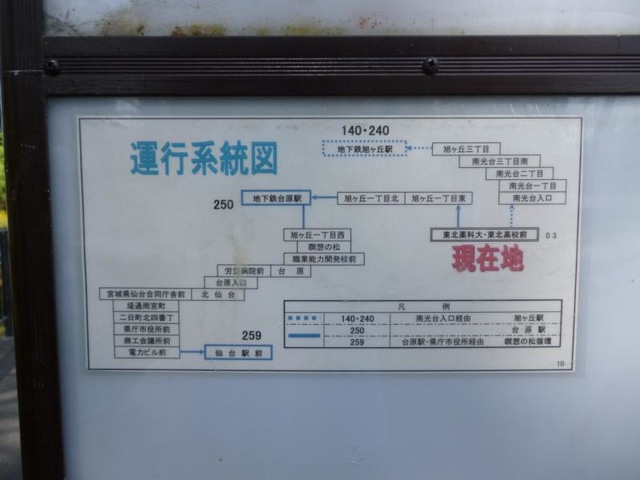 運行系統図
140・240
地下鉄旭ヶ丘駅
旭ヶ丘三丁目
南光台三丁目南
南光台二丁目
南光台一丁目
南光台入口
250
地下鉄台原駅
旭ヶ丘一丁目北
旭ヶ丘一丁目東
東北薬科大・東北高校前
03
現在地
旭ヶ丘一丁目西
瞑想の松
職業能力開発校前
労災病院前
台原
台原入口
宮城県仙台合同庁舎前
北仙台
堤通雨宮町
二日町北四番丁
県庁市役所前
商工会議所前
電力ビル前
259
仙台駅前
凡例
140・240 南光台入口経由 旭ヶ丘駅
250 台原駅
259 台原駅・県庁市役所経由 瞑想の松循環
10